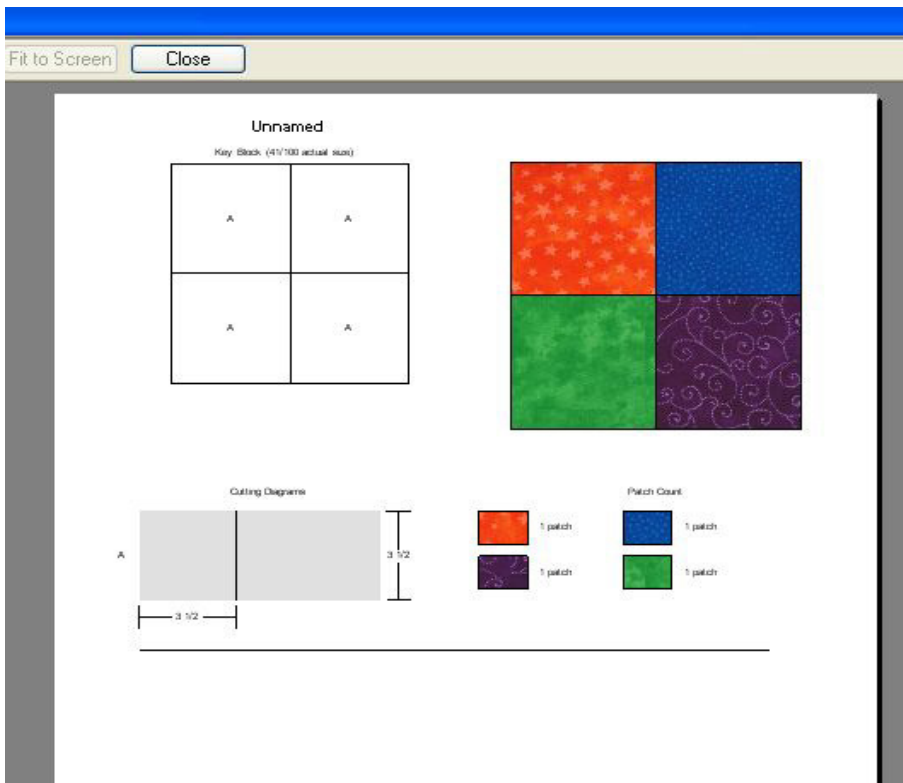 Fit to Screen
Close
Unnamed
Key Block (41/100 actual size)
A
A
A
A
Cutting Diagrams
Patch Count
A
3 1/2
3 1/2
1 patch
1 patch
1 patch
1 patch